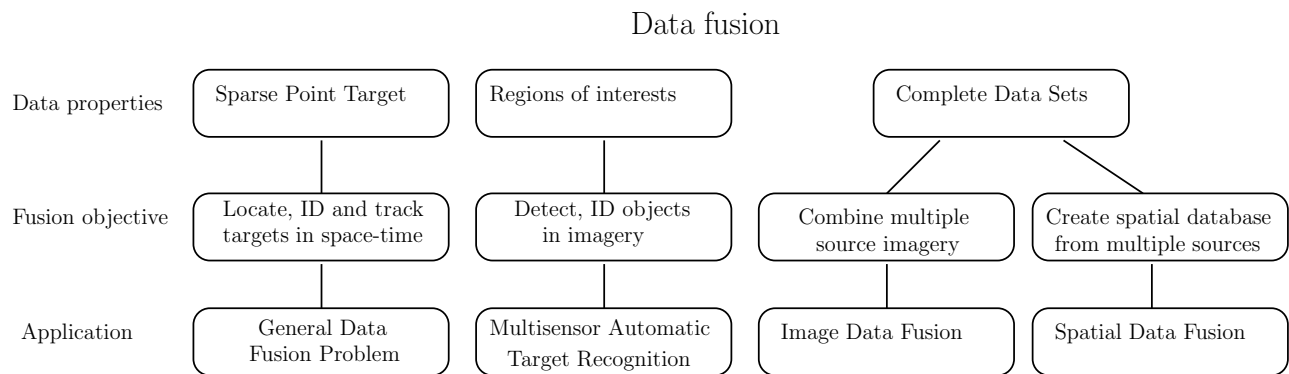 Data fusion
Data properties
Sparse Point Target
Regions of interests
Complete Data Sets
Fusion objective
Locate, ID and track
targets in space-time
Detect, ID objects
in imagery
Combine multiple
source imagery
Create spatial database
from multiple sources
Application
General Data
Fusion Problem
Multisensor Automatic
Target Recognition
Image Data Fusion
Spatial Data Fusion